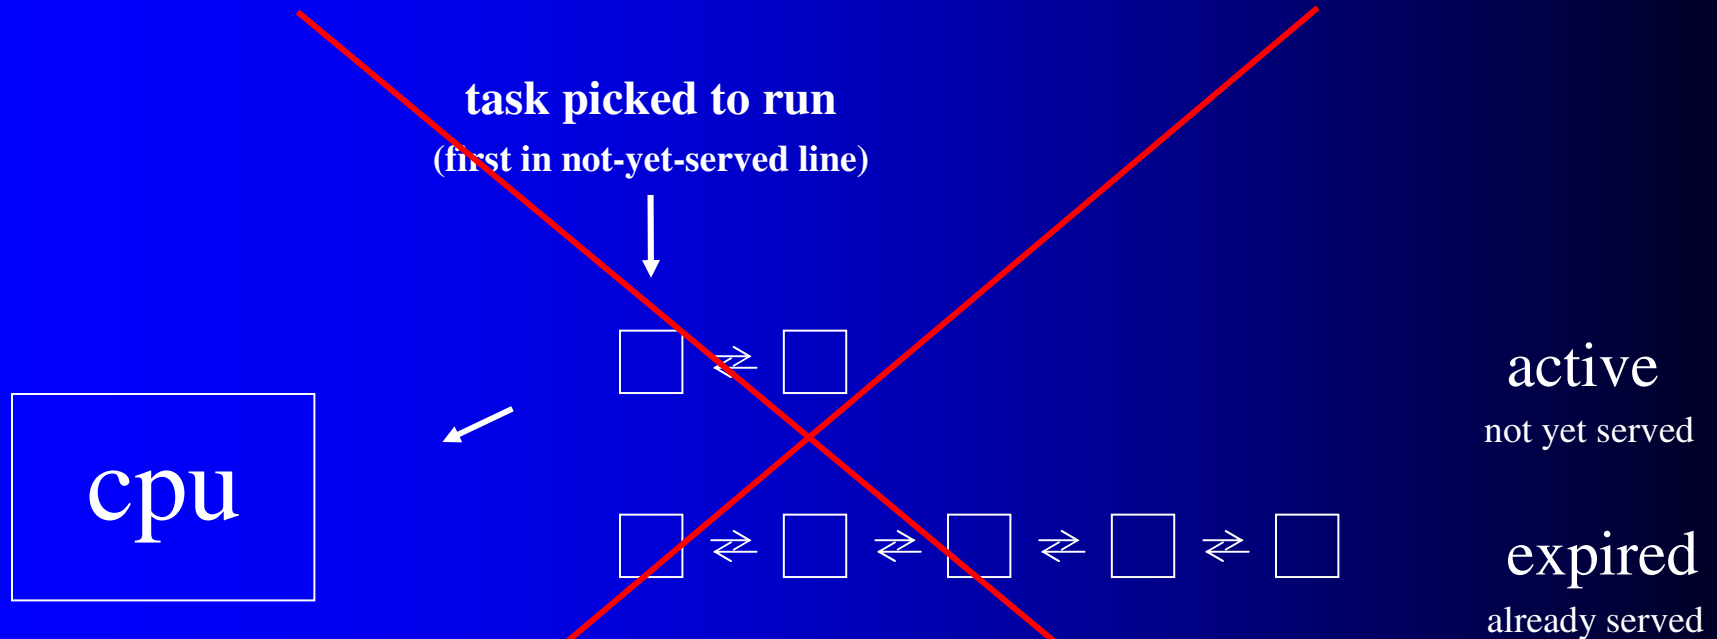 task picked to run
(first in not-yet-served line)
active
not yet served
cpu
expired
already served